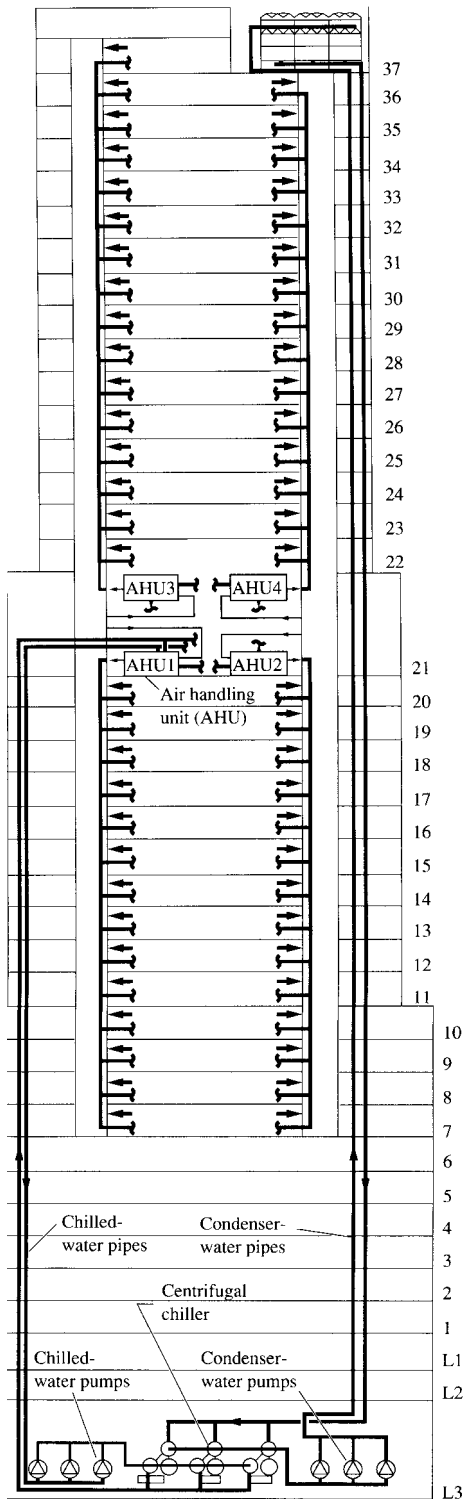 37
36
35
34
33
32
31
30
29
28
27
26
25
24
23
22
AHU3
AHU4
AHU1
AHU2
21
Air handling
unit (AHU)
20
19
18
17
16
15
14
13
12
11
10
9
8
7
6
5
Chilled-
water pipes
Condenser-
water pipes
4
3
Centrifugal
chiller
2
1
Chilled-
water pumps
Condenser-
water pumps
L1
L2
L3